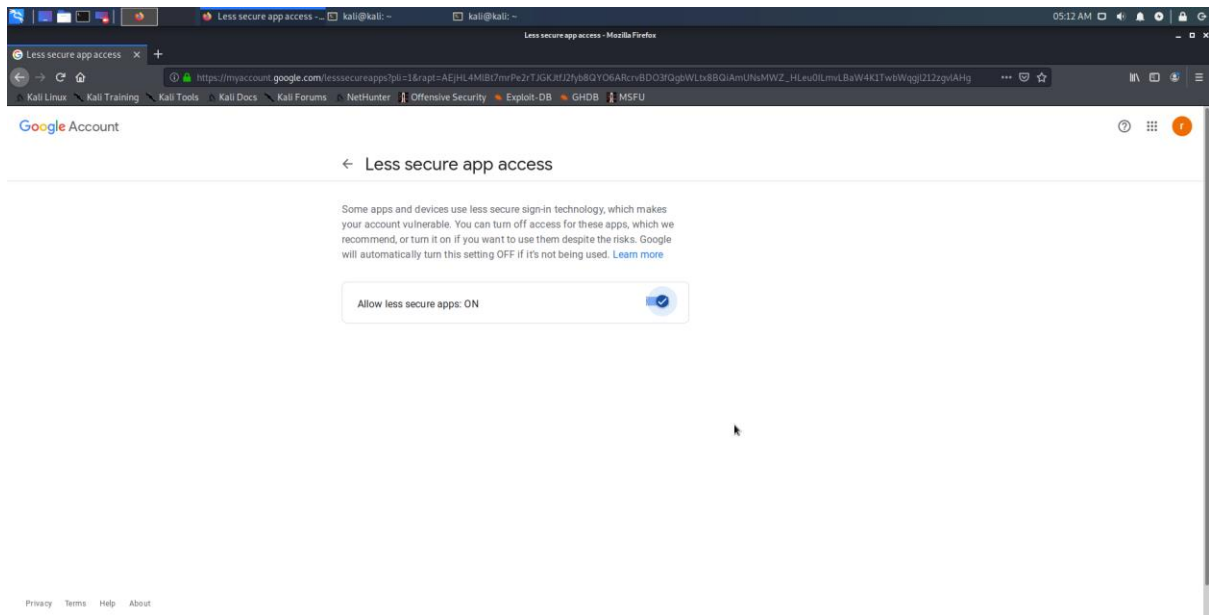 Less secure app access -...
kali@kali: ~
kali@kali: ~
05:12 AM
Less secure app access - Mozilla Firefox
Less secure app access
Kali Linux Kali Training Kali Tools Kali Docs Kali Forums NetHunter Offensive Security Exploit-DB GHDB MSFU
Google Account
r
Less secure app access
Some apps and devices use less secure sign-in technology, which makes
your account vulnerable. You can turn off access for these apps, which we
recommend, or turn it on if you want to use them despite the risks. Google
will automatically turn this setting OFF if it's not being used. Learn more
Allow less secure apps: ON
Privacy Terms Help About